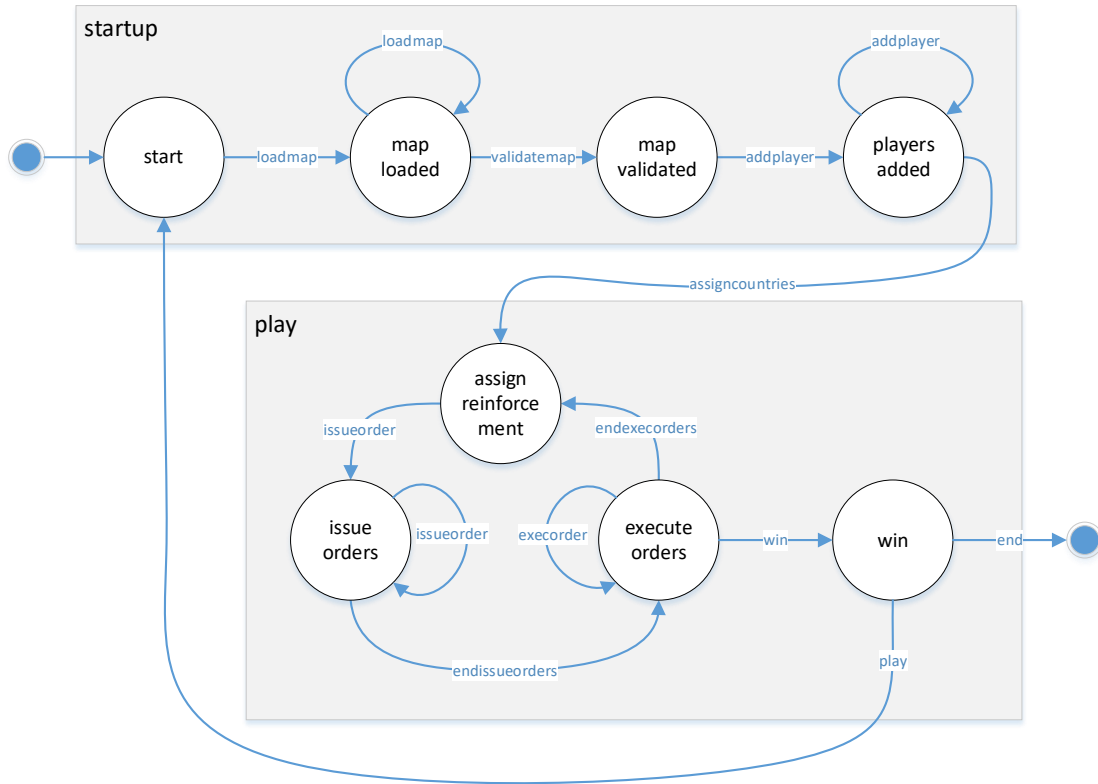 startup
loadmap
addplayer
start
loadmap
map
loaded
validatemap
map
validated
addplayer
players
added
assigncountries
play
assign
reinforce
ment
issueorder
endexecorders
issue
orders
issueorder
execorder
execute
orders
win
win
end
endissueorders
play